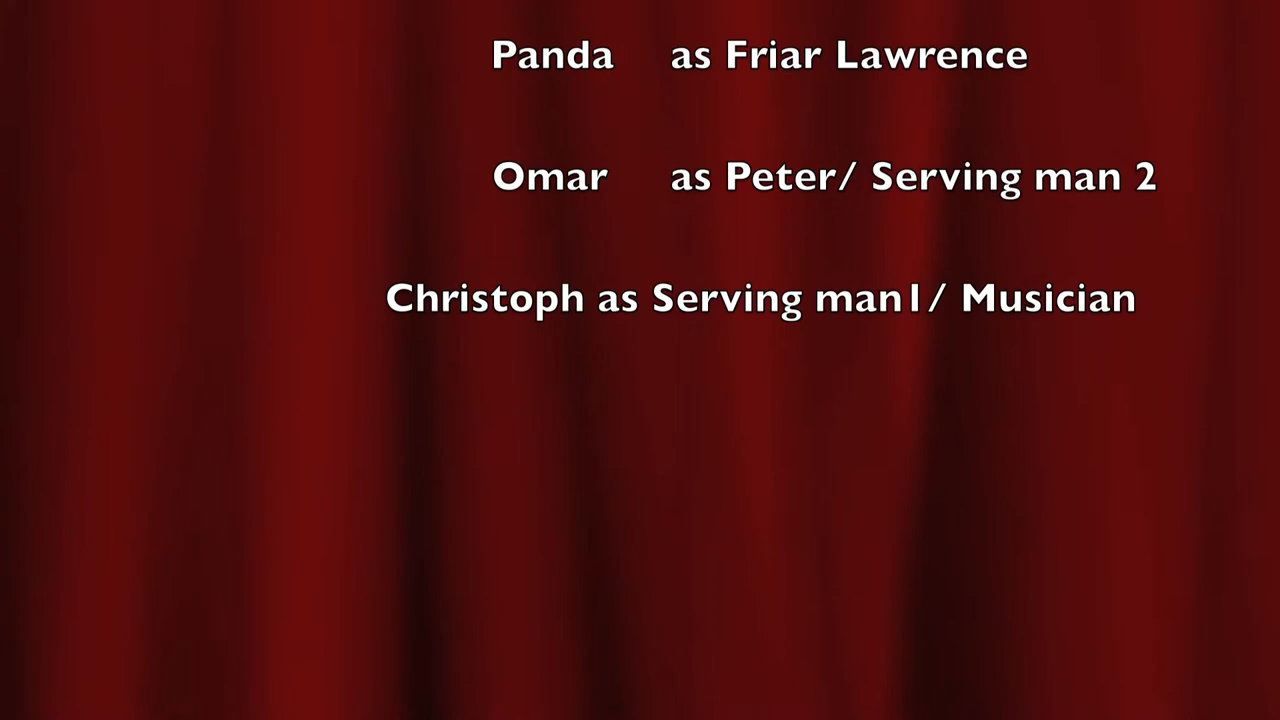 Panda as Friar Lawrence
Omar as Peter/ Serving man 2
Christoph as Serving man1/ Musician